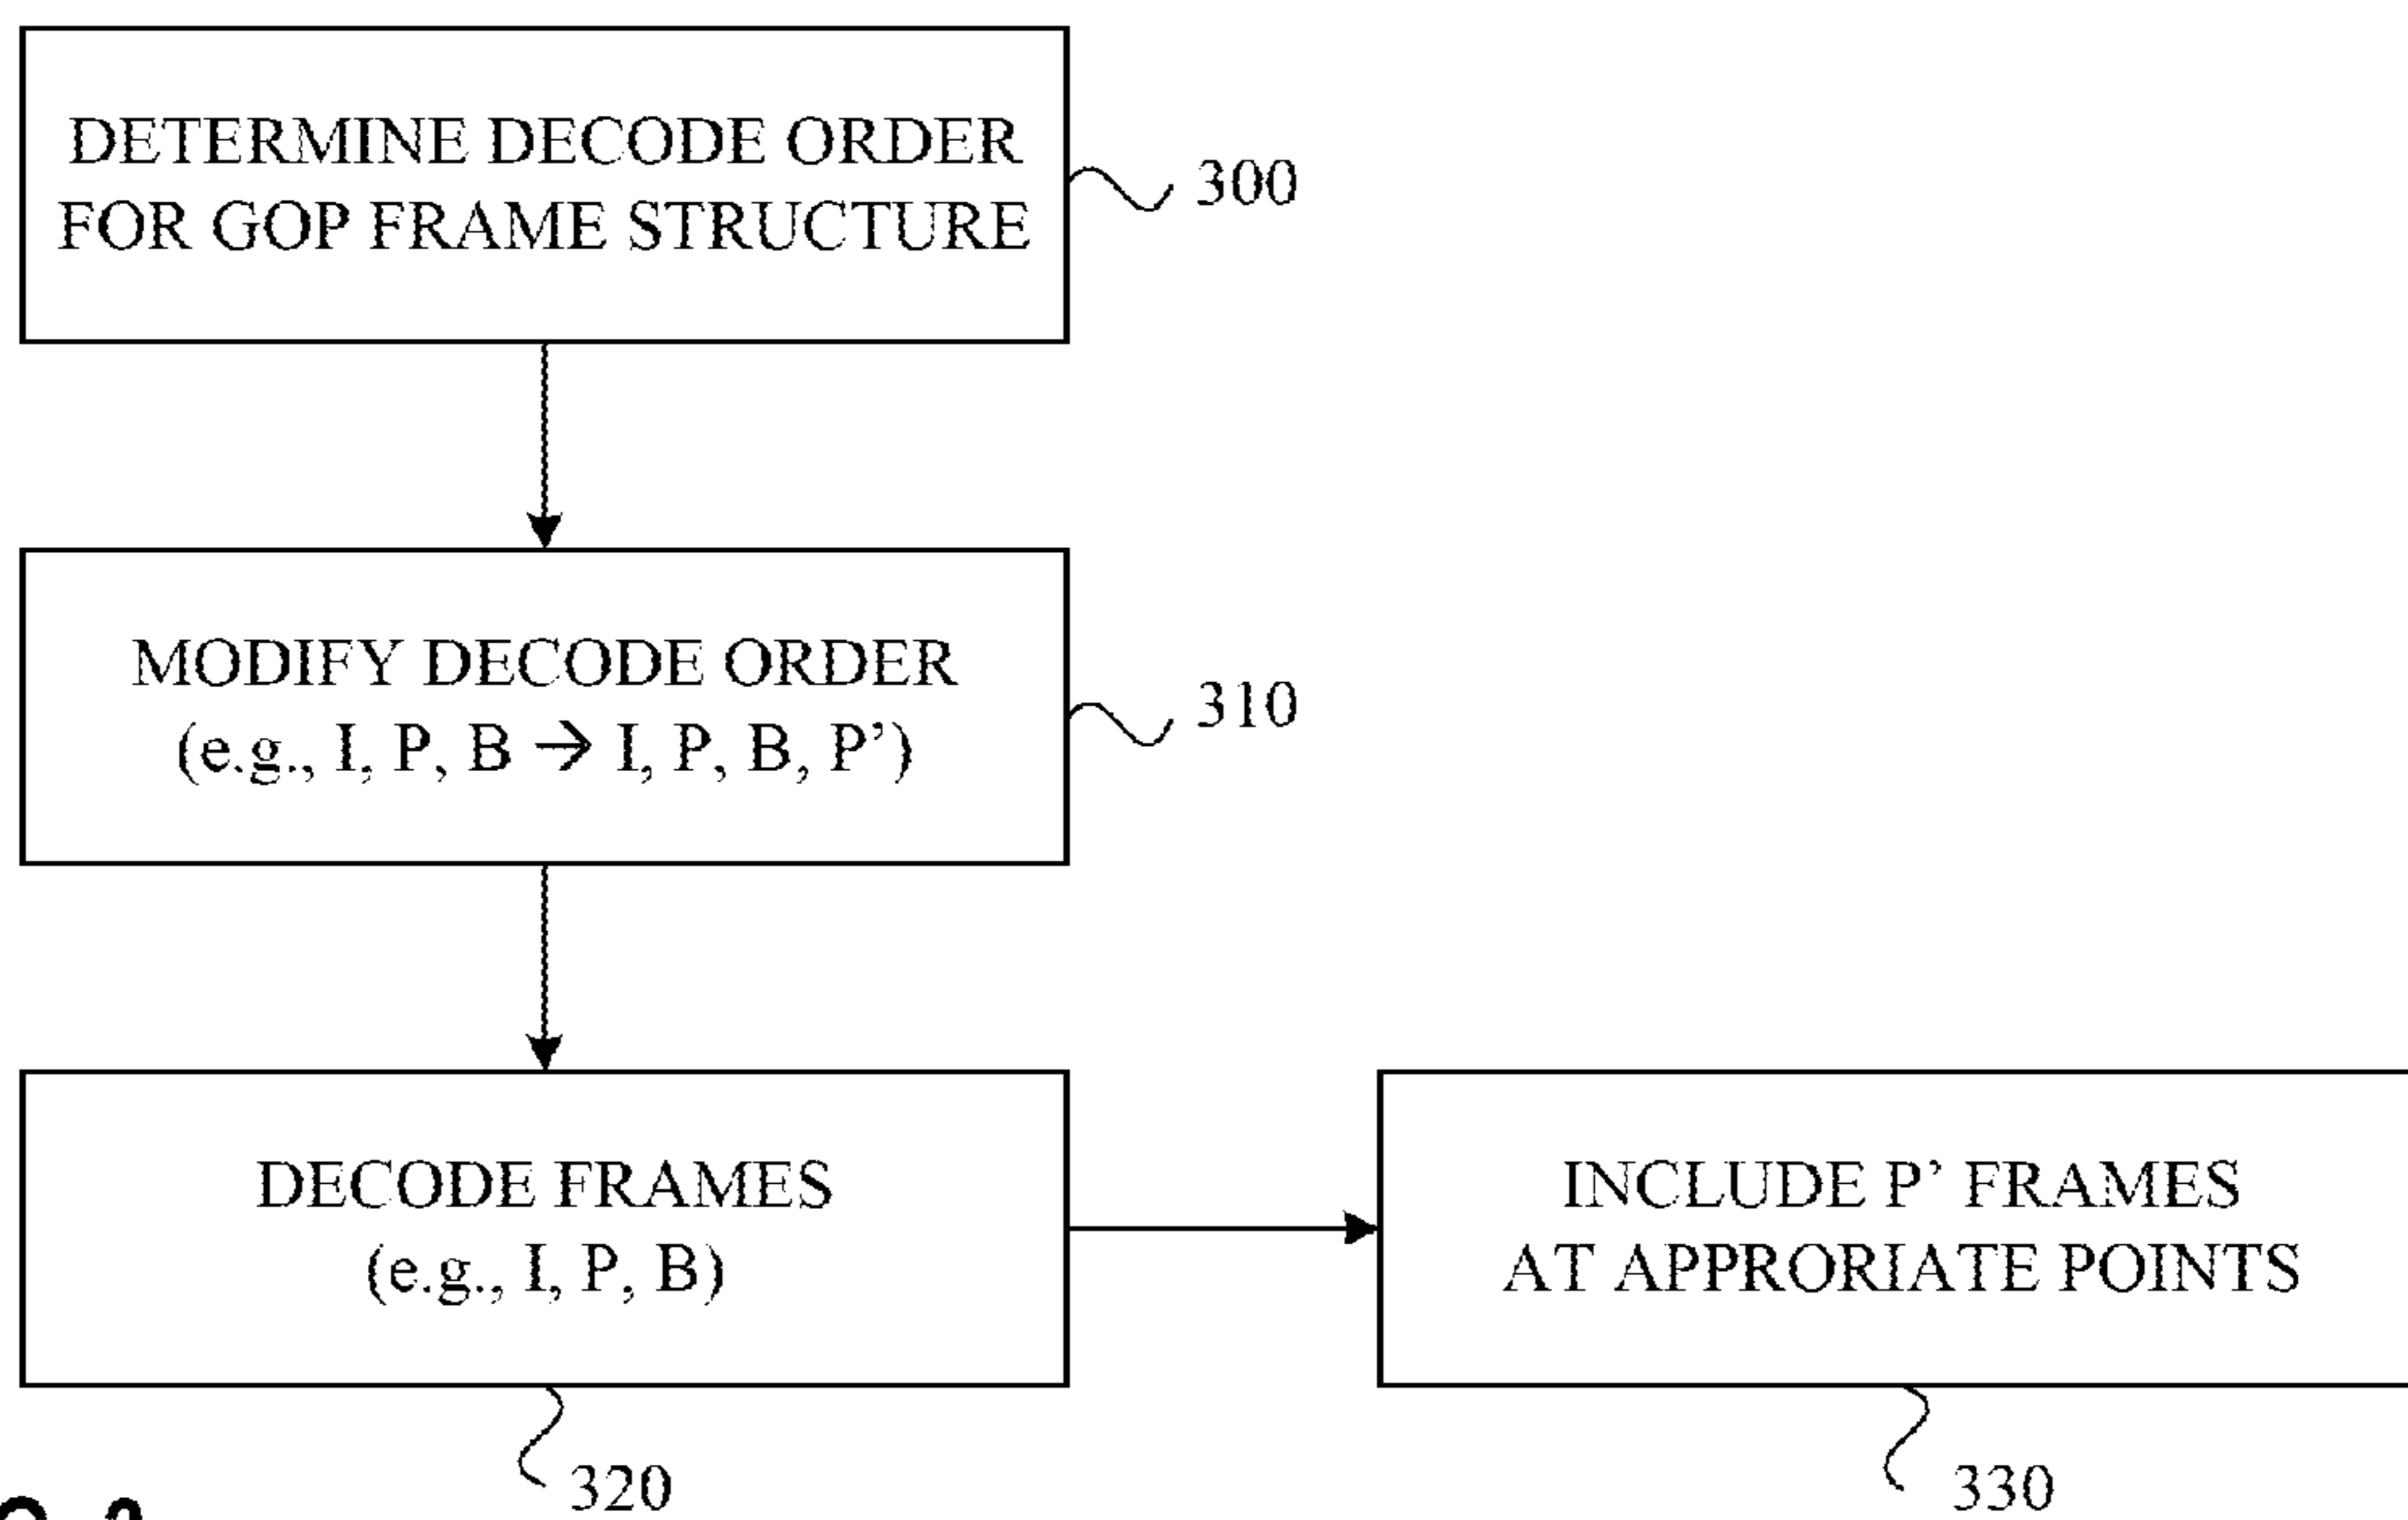 DETERMINE DECODE ORDER
FOR GOP FRAME STRUCTURE
300
MODIFY DECODE ORDER
(e.g., I, P, B → I, P, B, P’)
310
DECODE FRAMES
(e.g., I, P, B)
320
INCLUDE P’ FRAMES
AT APPRORIATE POINTS
330